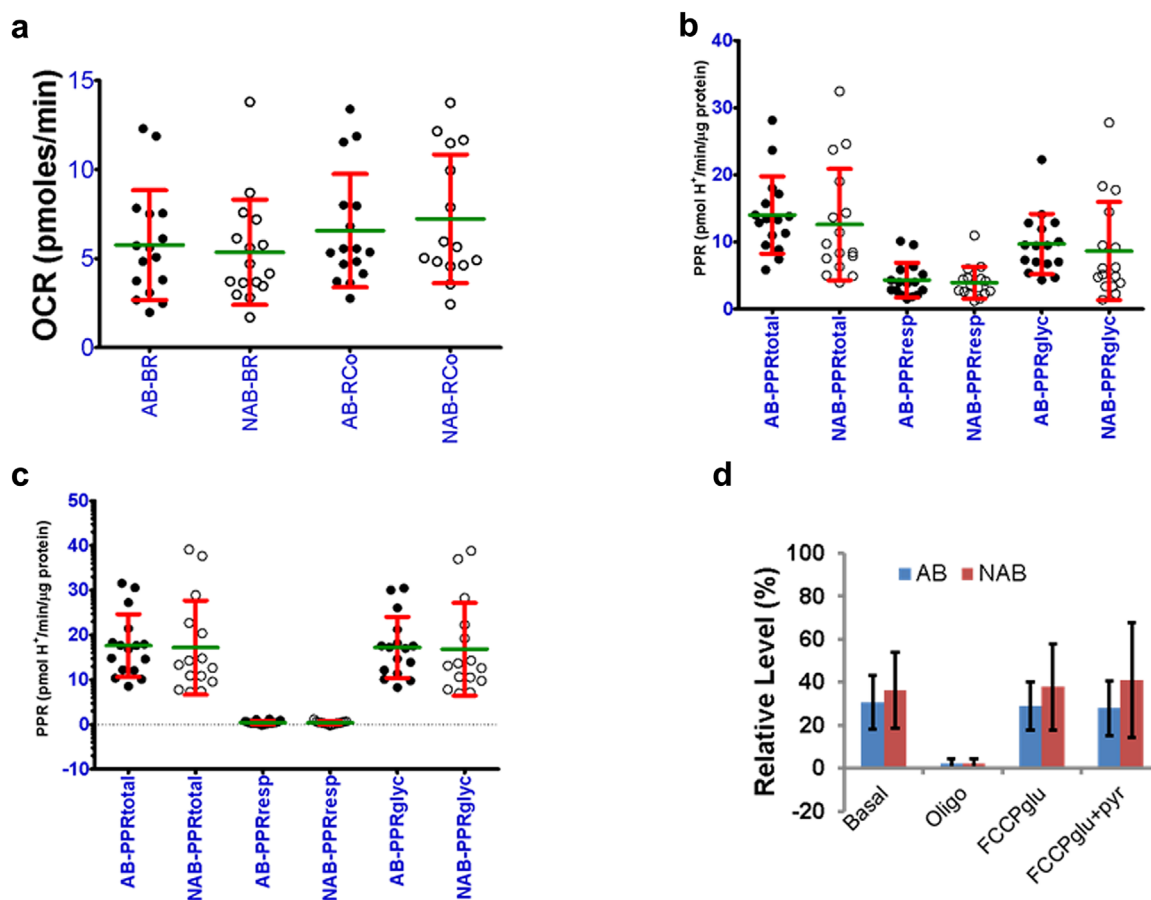 a
OCR (pmoles/min)
15
10
5
0
AB-BR
NAB-BR
AB-RCo
NAB-RCo
b
PPR (pmol H⁺/min/µg protein)
40
30
20
10
0
AB-PPRtotal
NAB-PPRtotal
AB-PPRresp
NAB-PPRresp
AB-PPRglyc
NAB-PPRglyc
c
PPR (pmol H⁺/min/µg protein)
50
40
30
20
10
0
-10
AB-PPRtotal
NAB-PPRtotal
AB-PPRresp
NAB-PPRresp
AB-PPRglyc
NAB-PPRglyc
d
Relative Level (%)
100
80
60
40
20
0
-20
AB NAB
Basal
Oligo
FCCPglu
FCCPglu+pyr